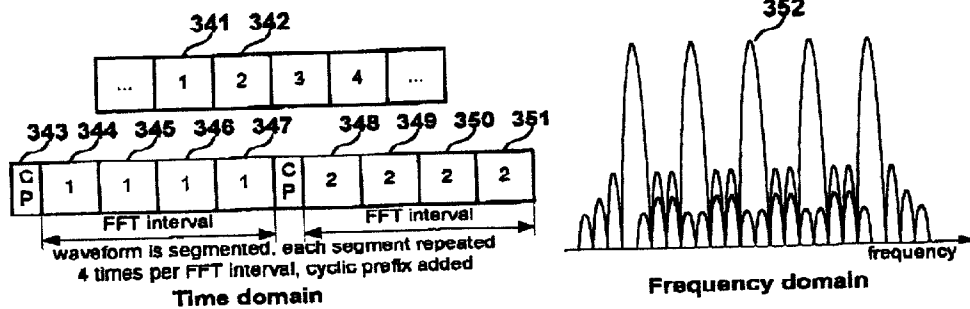 341 342
... 1 2 3 4 ...
343 344 345 346 347 348 349 350 351
CP 1 1 1 1 CP 2 2 2 2
FFT interval FFT interval
waveform is segmented, each segment repeated
4 times per FFT interval, cyclic prefix added
Time domain
352
frequency
Frequency domain